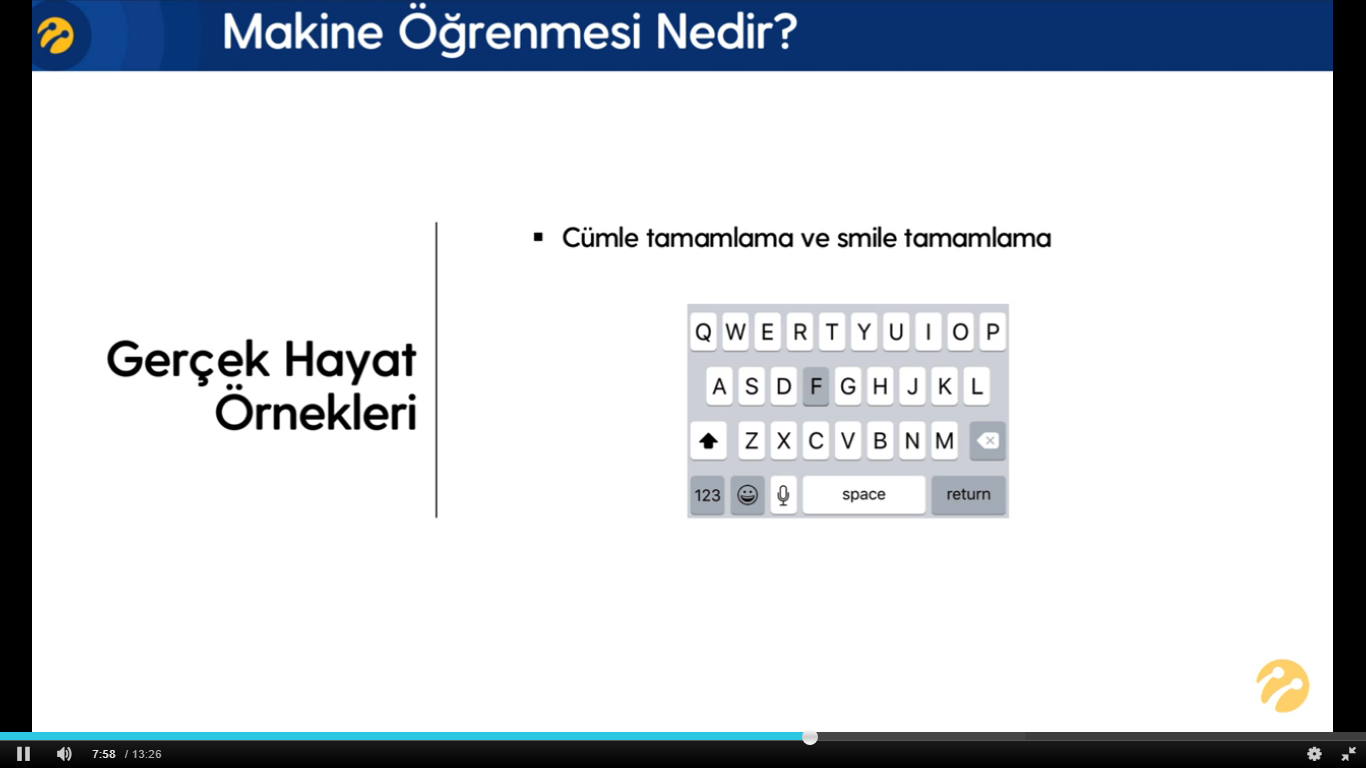 Makine Öğrenmesi Nedir?
Gerçek Hayat
Örnekleri
▪ Cümle tamamlama ve smile tamamlama
Q W E R T Y U I O P
A S D F G H J K L
Z X C V B N M
123 space return
7:58 / 13:26